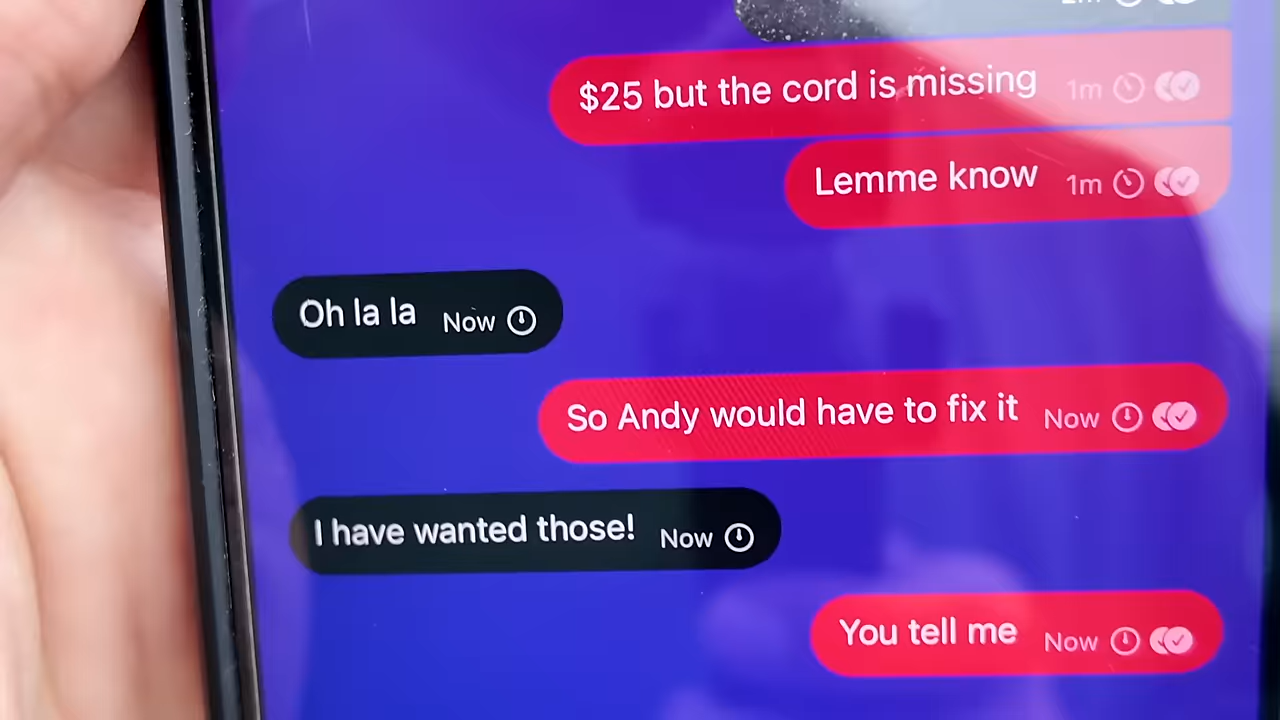 2m
$25 but the cord is missing 1m
Lemme know 1m
Oh la la Now
So Andy would have to fix it Now
I have wanted those! Now
You tell me Now